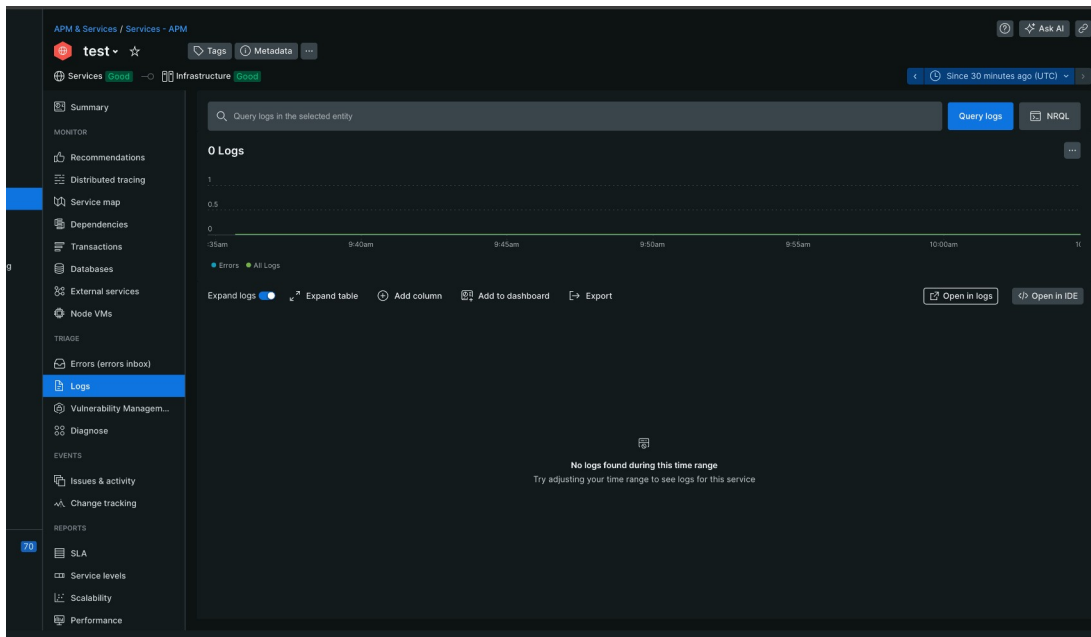 APM & Services / Services - APM
Ask AI
test
Tags
Metadata
Services Good
Infrastructure Good
Since 30 minutes ago (UTC)
Summary
MONITOR
Recommendations
Distributed tracing
Service map
Dependencies
Transactions
g
Databases
External services
Node VMs
TRIAGE
Errors (errors inbox)
Logs
Vulnerability Managem...
Diagnose
EVENTS
Issues & activity
Change tracking
REPORTS
70
SLA
Service levels
Scalability
Performance
Query logs in the selected entity
Query logs
NRQL
0 Logs
1
0.5
0
:35am 9:40am 9:45am 9:50am 9:55am 10:00am 1(
Errors All Logs
Expand logs
Expand table
Add column
Add to dashboard
Export
Open in logs
Open in IDE
No logs found during this time range
Try adjusting your time range to see logs for this service